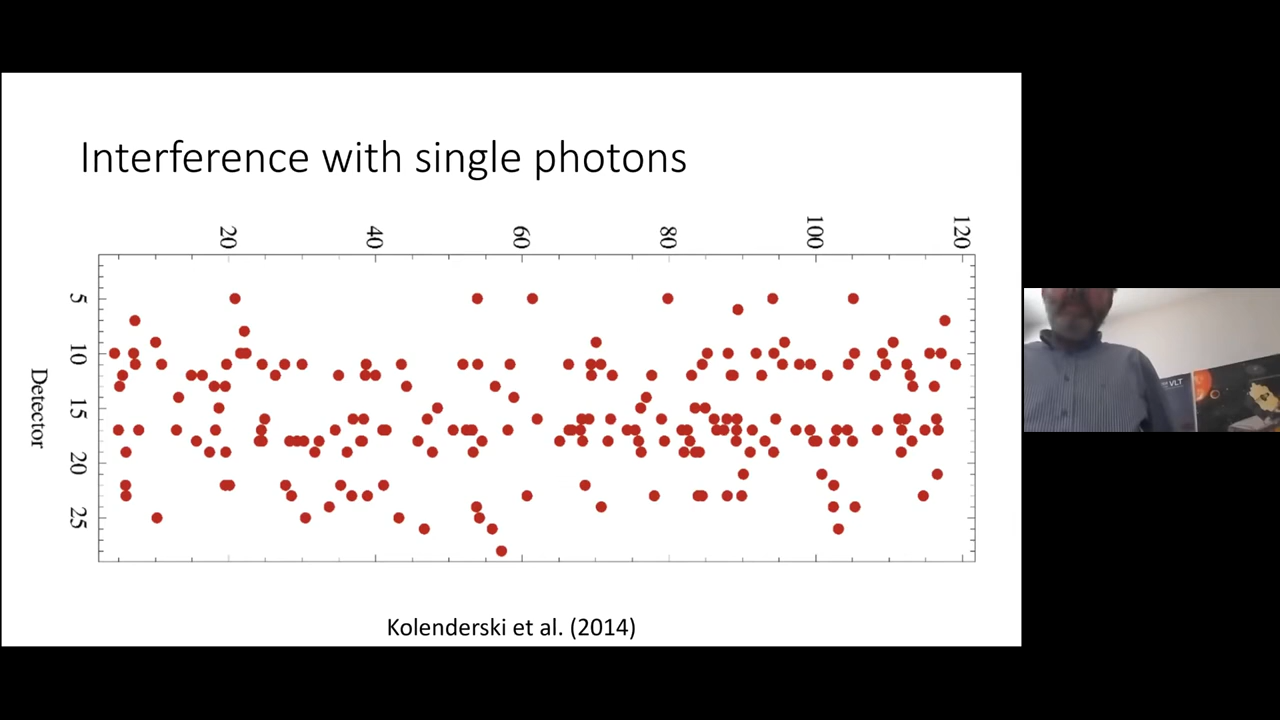 Interference with single photons
20 40 60 80 100 120
5
10
15
20
25
Detector
VLT
Kolenderski et al. (2014)